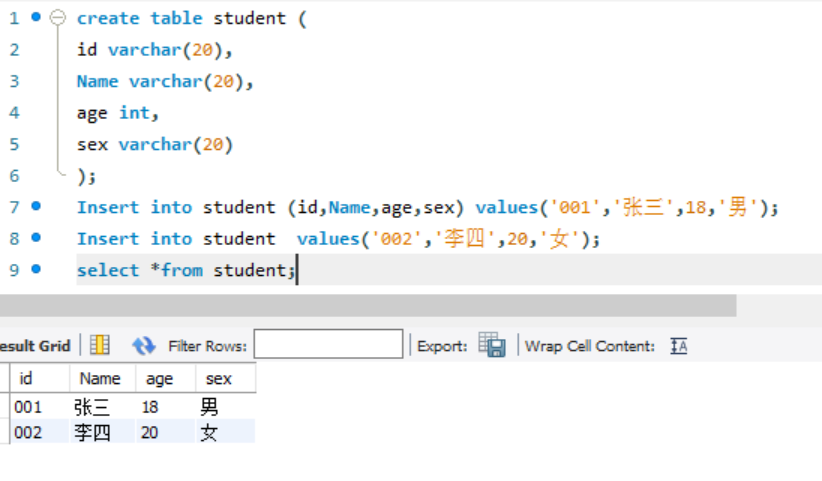 1 create table student (
2 id varchar(20),
3 Name varchar(20),
4 age int,
5 sex varchar(20)
6 );
7 Insert into student (id,Name,age,sex) values('001','张三',18,'男');
8 Insert into student  values('002','李四',20,'女');
9 select *from student;
esult Grid Filter Rows: Export: Wrap Cell Content: IA
id Name age sex
001 张三 18 男
002 李四 20 女